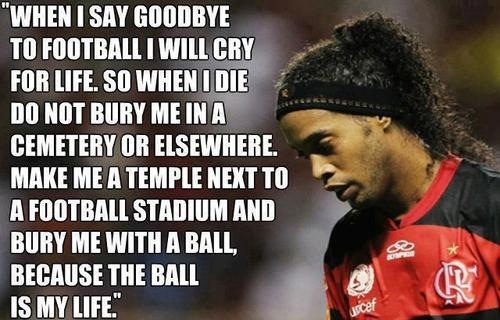 "WHEN I SAY GOODBYE
TO FOOTBALL I WILL CRY
FOR LIFE. SO WHEN I DIE
DO NOT BURY ME IN A
CEMETERY OR ELSEWHERE.
MAKE ME A TEMPLE NEXT TO
A FOOTBALL STADIUM AND
BURY ME WITH A BALL,
BECAUSE THE BALL
IS MY LIFE."
OLYMPIKUS
unicef